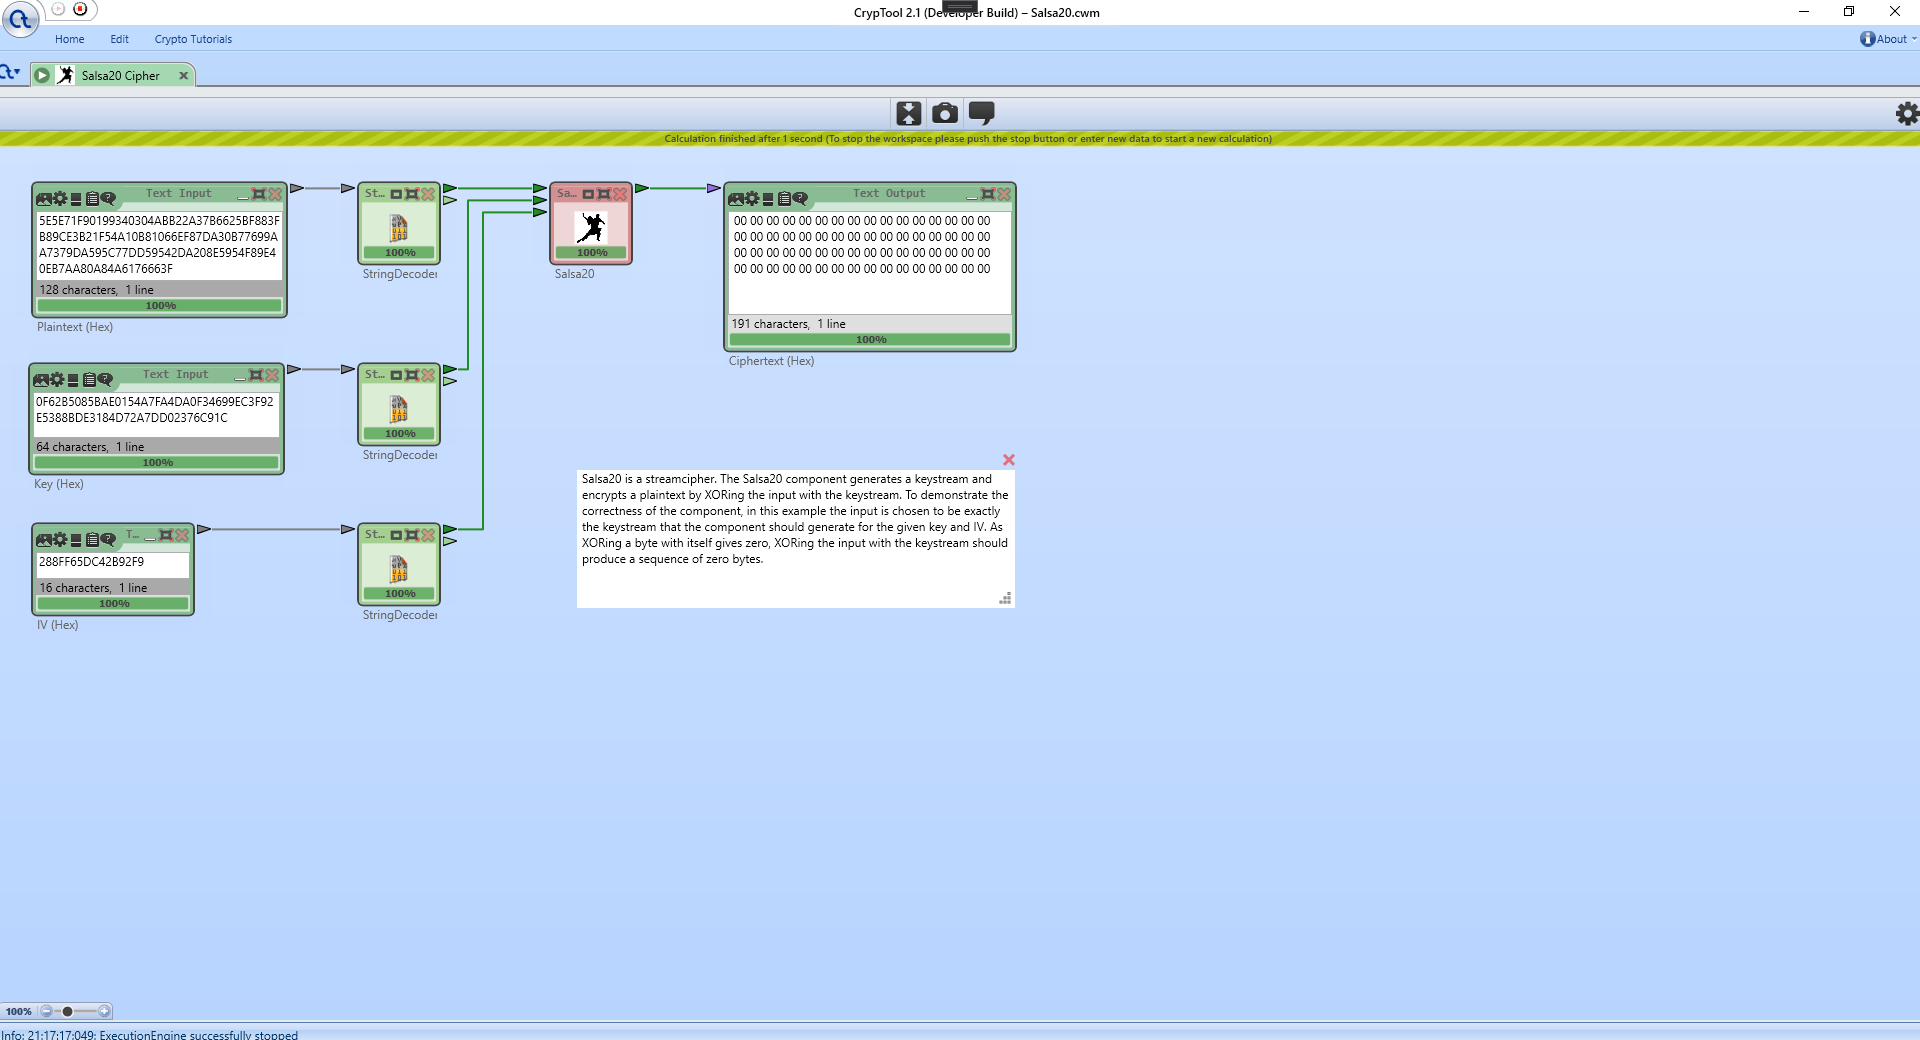 CrypTool 2.1 (Developer Build) – Salsa20.cwm
Home Edit Crypto Tutorials
About
Salsa20 Cipher
Calculation finished after 1 second (To stop the workspace please push the stop button or enter new data to start a new calculation)
Text Input
5E5E71F90199340304ABB22A37B6625BF883F
B89CE3B21F54A10B81066EF87DA30B77699A
A7379DA595C77DD59542DA208E5954F89E4
0EB7AA80A84A6176663F
128 characters, 1 line
100%
Plaintext (Hex)
St...
100%
StringDecoder
Sa...
100%
Salsa20
Text Output
00 00 00 00 00 00 00 00 00 00 00 00 00 00 00 00
00 00 00 00 00 00 00 00 00 00 00 00 00 00 00 00
00 00 00 00 00 00 00 00 00 00 00 00 00 00 00 00
00 00 00 00 00 00 00 00 00 00 00 00 00 00 00 00
191 characters, 1 line
100%
Ciphertext (Hex)
Text Input
0F62B5085BAE0154A7FA4DA0F34699EC3F92
E5388BDE3184D72A7DD02376C91C
64 characters, 1 line
100%
Key (Hex)
St...
100%
StringDecoder
T...
288FF65DC42B92F9
16 characters, 1 line
100%
IV (Hex)
St...
100%
StringDecoder
Salsa20 is a streamcipher. The Salsa20 component generates a keystream and
encrypts a plaintext by XORing the input with the keystream. To demonstrate the
correctness of the component, in this example the input is chosen to be exactly
the keystream that the component should generate for the given key and IV. As
XORing a byte with itself gives zero, XORing the input with the keystream should
produce a sequence of zero bytes.
100%
Info: 21:17:17:049: ExecutionEngine successfully stopped